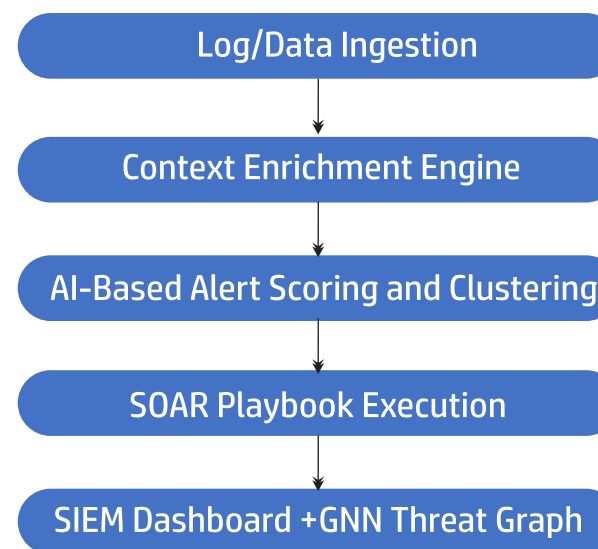 Log/Data Ingestion
Context Enrichment Engine
AI-Based Alert Scoring and Clustering
SOAR Playbook Execution
SIEM Dashboard +GNN Threat Graph